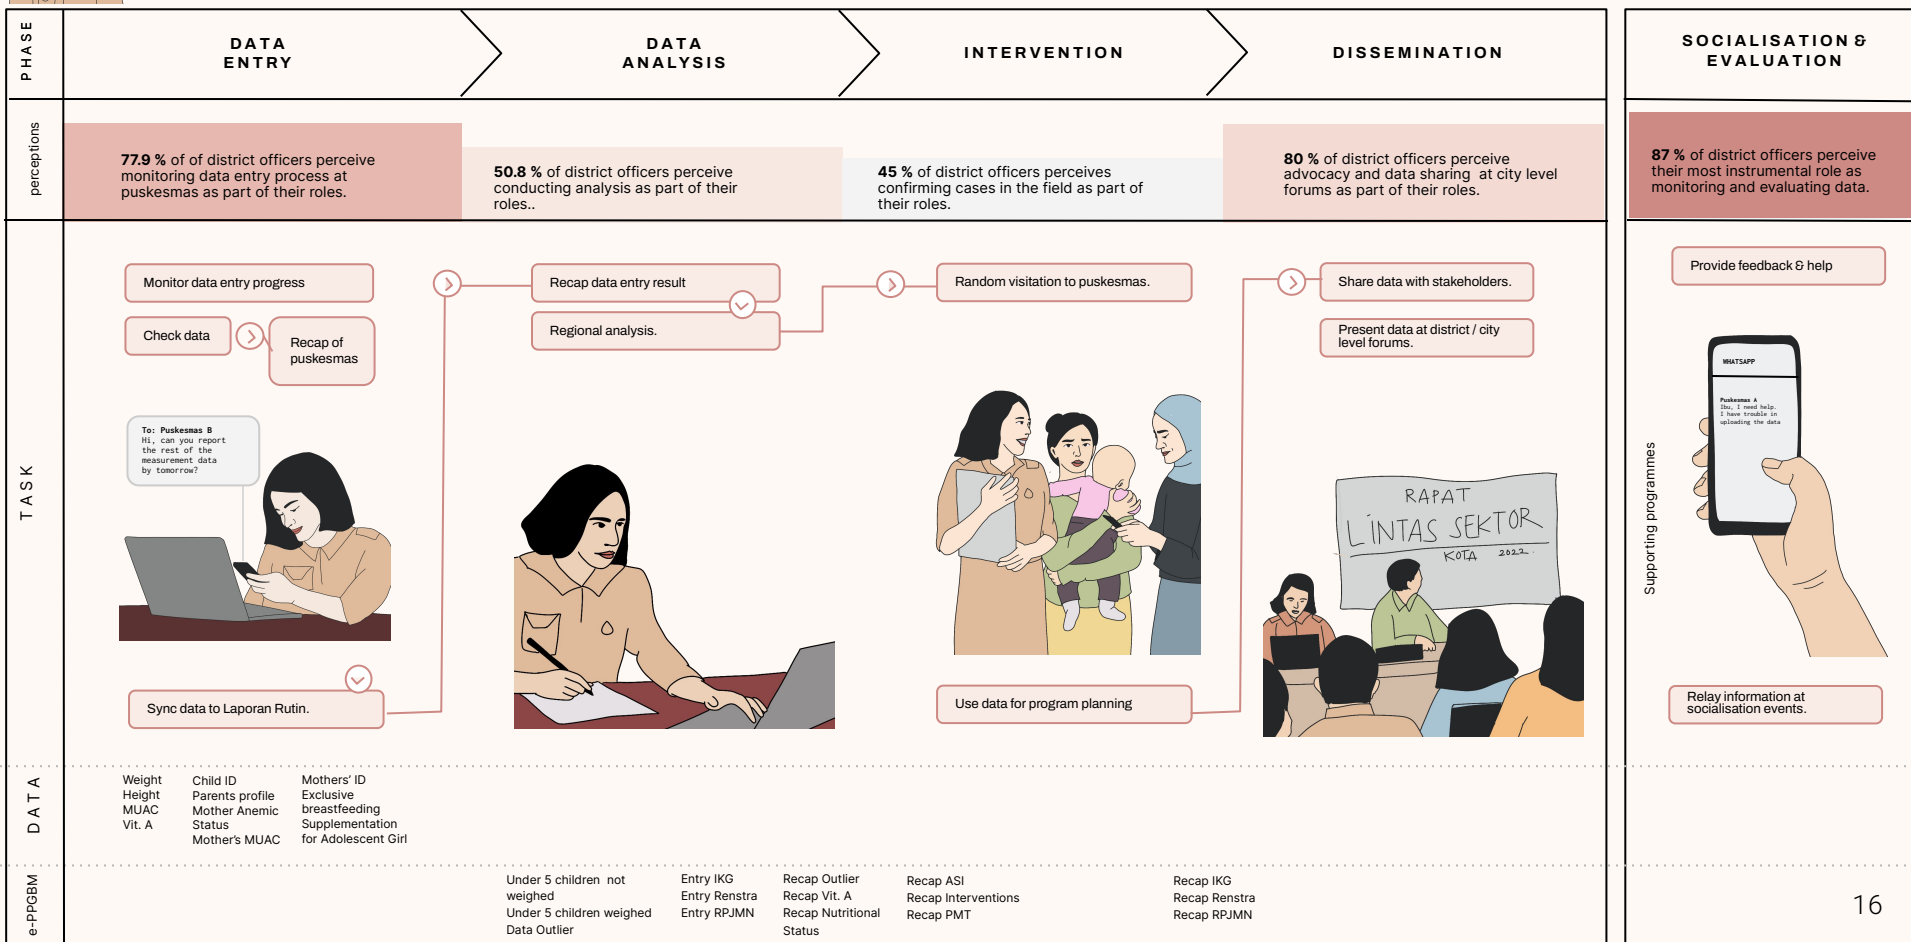 PHASE
DATA
ENTRY
DATA
ANALYSIS
INTERVENTION
DISSEMINATION
SOCIALISATION &
EVALUATION
perceptions
77.9 % of of district officers perceive
monitoring data entry process at
puskesmas as part of their roles.
50.8 % of district officers perceive
conducting analysis as part of their
roles..
45 % of district officers perceives
confirming cases in the field as part of
their roles.
80 % of district officers perceive
advocacy and data sharing  at city level
forums as part of their roles.
87 % of district officers perceive
their most instrumental role as
monitoring and evaluating data.
TASK
Monitor data entry progress
Check data
Recap of
puskesmas
To: Puskesmas B
Hi, can you report
the rest of the
measurement data
by tomorrow?
Sync data to Laporan Rutin.
Recap data entry result
Regional analysis.
Random visitation to puskesmas.
Use data for program planning
Share data with stakeholders.
Present data at district / city
level forums.
RAPAT
LINTAS SEKTOR
KOTA 2022.
Provide feedback & help
Supporting programmes
WHATSAPP
Puskesmas A
Ibu, I need help.
I have trouble in
uploading the data
Relay information at
socialisation events.
DATA
Weight
Height
MUAC
Vit. A
Child ID
Parents profile
Mother Anemic
Status
Mother's MUAC
Mothers' ID
Exclusive
breastfeeding
Supplementation
for Adolescent Girl
e-PPGBM
Under 5 children  not
weighed
Under 5 children weighed
Data Outlier
Entry IKG
Entry Renstra
Entry RPJMN
Recap Outlier
Recap Vit. A
Recap Nutritional
Status
Recap ASI
Recap Interventions
Recap PMT
Recap IKG
Recap Renstra
Recap RPJMN
16